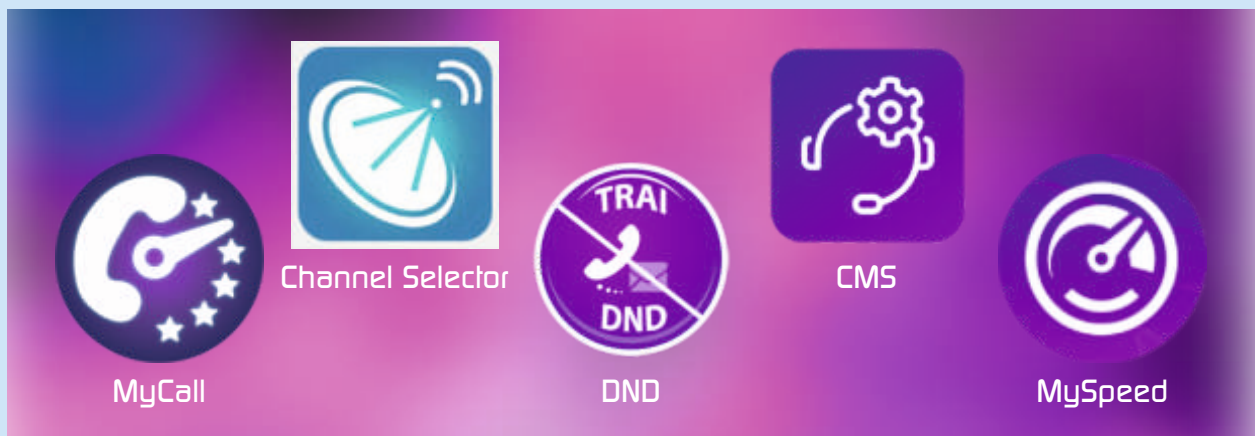 Channel Selector
CMS
TRAI
DND
MyCall
DND
MySpeed